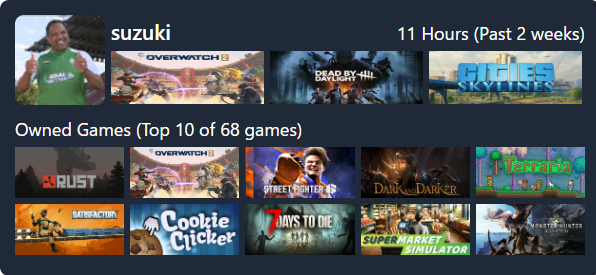 suzuki
11 Hours (Past 2 weeks)
OVERWATCH 2
DEAD BY DAYLIGHT
CITIES SKYLINES
Owned Games (Top 10 of 68 games)
RUST
OVERWATCH 2
STREET FIGHTER 6
DARK AND DARKER
Terraria
SATISFACTORY
Cookie Clicker
7 DAYS TO DIE
SUPERMARKET SIMULATOR
MONSTER HUNTER